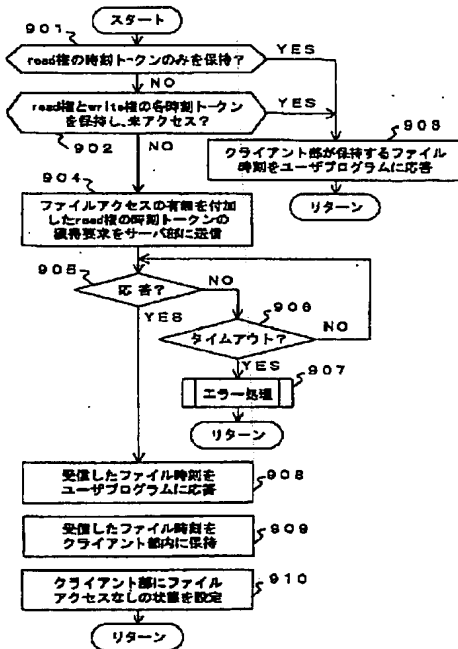 スタート
901
read権の時刻トークンのみを保持?
YES
NO
read権とwrite権の各時刻トークン
を保持し、未アクセス?
YES
902
NO
903
クライアント部が保持するファイル
時刻をユーザプログラムに応答
リターン
904
ファイルアクセスの有無を付加
したread権の時刻トークンの
獲得要求をサーバ部に送信
905
応答?
NO
YES
906
タイムアウト?
NO
YES
907
エラー処理
リターン
受信したファイル時刻を
ユーザプログラムに応答
908
受信したファイル時刻を
クライアント部内に保持
909
クライアント部にファイル
アクセスなしの状態を設定
910
リターン